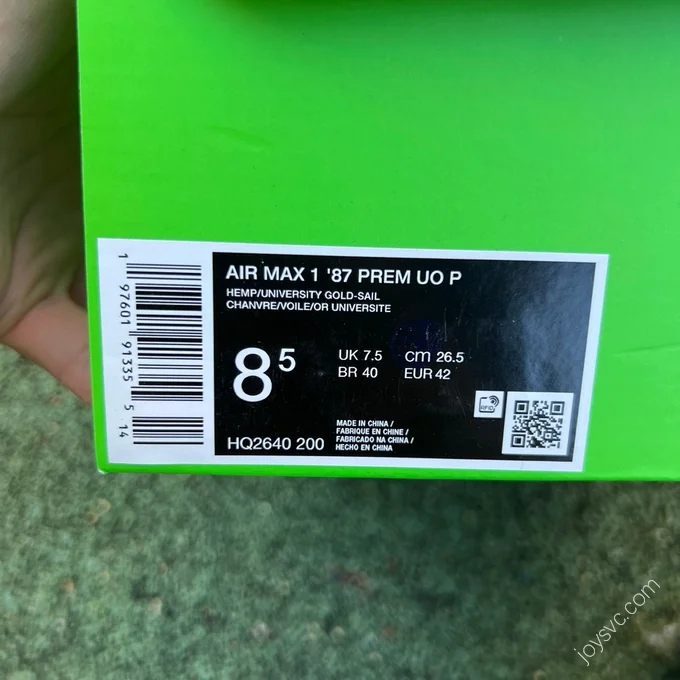 AIR MAX 1 '87 PREM UO P
HEMP/UNIVERSITY GOLD-SAIL
CHANVRE/VOILE/OR UNIVERSITE
8 5
UK 7.5 cm 26.5
BR 40 EUR 42
RFID
HQ2640 200
MADE IN CHINA /
FABRIQUE EN CHINE /
FABRICADO NA CHINA /
HECHO EN CHINA
1 97601 91335 5 14
joysvc.com